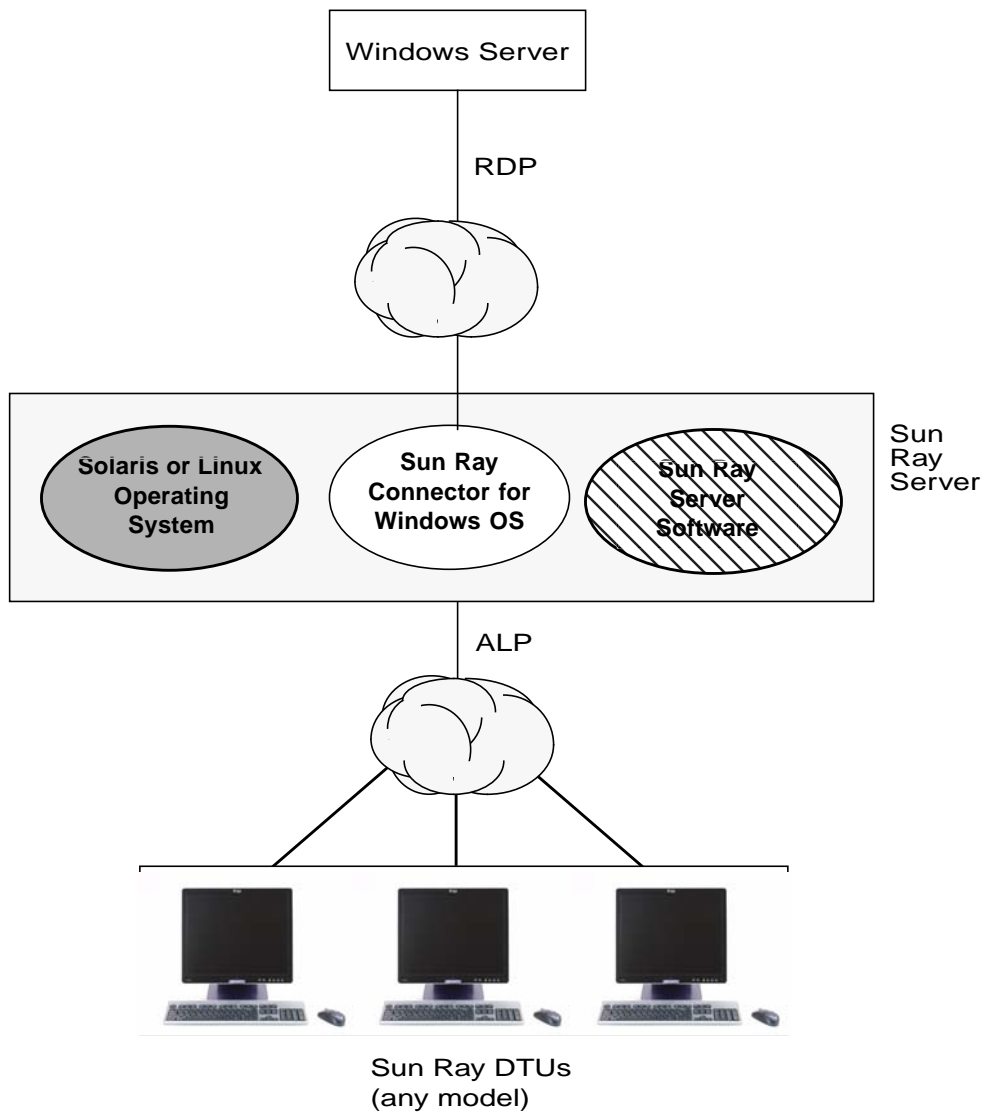 Windows Server
RDP
Solaris or Linux
Operating
System
Sun Ray
Connector for
Windows OS
Sun Ray
Server
Software
Sun
Ray
Server
ALP
Sun Ray DTUs
(any model)